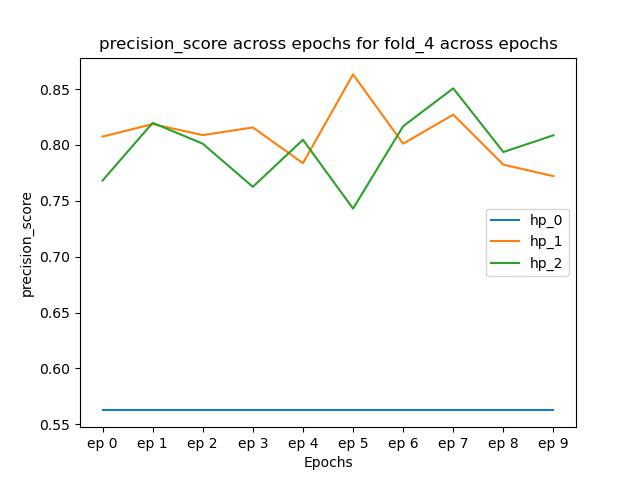 precision_score across epochs for fold_4 across epochs
precision_score
0.85
0.80
0.75
0.70
0.65
0.60
0.55
hp_0
hp_1
hp_2
ep 0 ep 1 ep 2 ep 3 ep 4 ep 5 ep 6 ep 7 ep 8 ep 9
Epochs